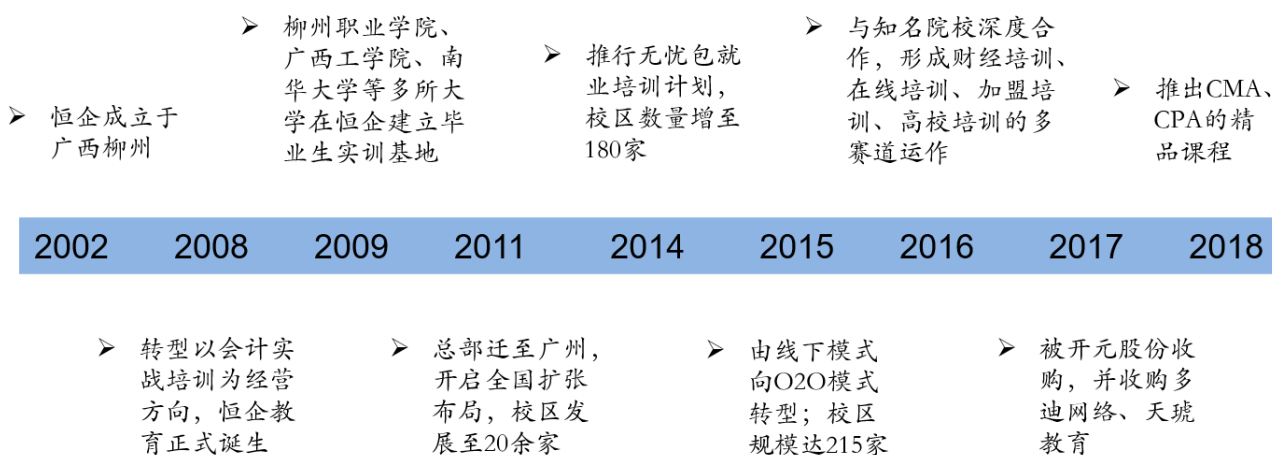 ➢ 恒企成立于
广西柳州
➢ 柳州职业学院、
广西工学院、南
华大学等多所大
学在恒企建立毕
业生实训基地
➢ 推行无忧包就
业培训计划,
校区数量增至
180家
➢ 与知名院校深度合
作，形成财经培训、
在线培训、加盟培
训、高校培训的多
赛道运作
➢ 推出CMA、
CPA的精
品课程
2002 2008 2009 2011 2014 2015 2016 2017 2018
➢ 转型以会计实
战培训为经营
方向，恒企教
育正式诞生
➢ 总部迁至广州，
开启全国扩张
布局，校区发
展至20余家
➢ 由线下模式
向O2O模式
转型；校区
规模达215家
➢ 被开元股份收
购，并收购多
迪网络、天琥
教育